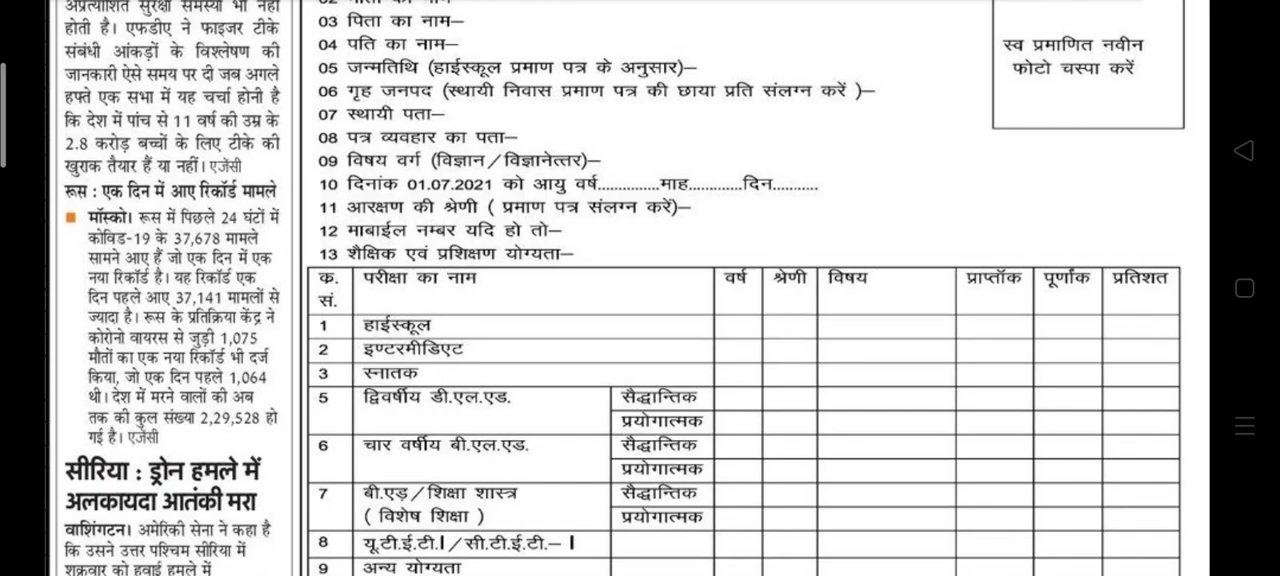 अप्रत्याशित सुरक्षा समस्या भी नहीं
होती है। एफडीए ने फाइजर टीके
संबंधी आंकड़ों के विश्लेषण की
जानकारी ऐसे समय पर दी जब अगले
हफ्ते एक सभा में यह चर्चा होनी है
कि देश में पांच से 11 वर्ष की उम्र के
2.8 करोड़ बच्चों के लिए टीके की
खुराक तैयार हैं या नहीं। एजेंसी
रूस : एक दिन में आए रिकॉर्ड मामले
मॉस्को। रूस में पिछले 24 घंटों में
कोविड-19 के 37,678 मामले
सामने आए हैं जो एक दिन में एक
नया रिकॉर्ड है। यह रिकॉर्ड एक
दिन पहले आए 37,141 मामलों से
ज्यादा है। रूस के प्रतिक्रिया केंद्र ने
कोरोनो वायरस से जुड़ी 1,075
मौतों का एक नया रिकॉर्ड भी दर्ज
किया, जो एक दिन पहले 1,064
थी। देश में मरने वालों की अब
तक की कुल संख्या 2,29,528 हो
गई है। एजेंसी
सीरिया : ड्रोन हमले में
अलकायदा आतंकी मरा
वाशिंगटन। अमेरिकी सेना ने कहा है
कि उसने उत्तर पश्चिम सीरिया में
शुक्रवार को हवाई हमले में
03 पिता का नाम–
04 पति का नाम–
05 जन्मतिथि (हाईस्कूल प्रमाण पत्र के अनुसार)–
06 गृह जनपद (स्थायी निवास प्रमाण पत्र की छाया प्रति संलग्न करें )–
07 स्थायी पता–
08 पत्र व्यवहार का पता–
09 विषय वर्ग (विज्ञान/विज्ञानेत्तर)–
10 दिनांक 01.07.2021 को आयु वर्ष...............माह............दिन...........
11 आरक्षण की श्रेणी ( प्रमाण पत्र संलग्न करें)–
12 माबाईल नम्बर यदि हो तो–
13 शैक्षिक एवं प्रशिक्षण योग्यता–
स्व प्रमाणित नवीन
फोटो चस्पा करें
क्र. सं. परीक्षा का नाम वर्ष श्रेणी विषय प्राप्तॉक पूर्णांक प्रतिशत
1 हाईस्कूल
2 इण्टरमीडिएट
3 स्नातक
5 द्विवर्षीय डी.एल.एड. सैद्धान्तिक
प्रयोगात्मक
6 चार वर्षीय बी.एल.एड. सैद्धान्तिक
प्रयोगात्मक
7 बी.एड़/शिक्षा शास्त्र सैद्धान्तिक
( विशेष शिक्षा ) प्रयोगात्मक
8 यू.टी.ई.टी.I/सी.टी.ई.टी.– I
9 अन्य योग्यता